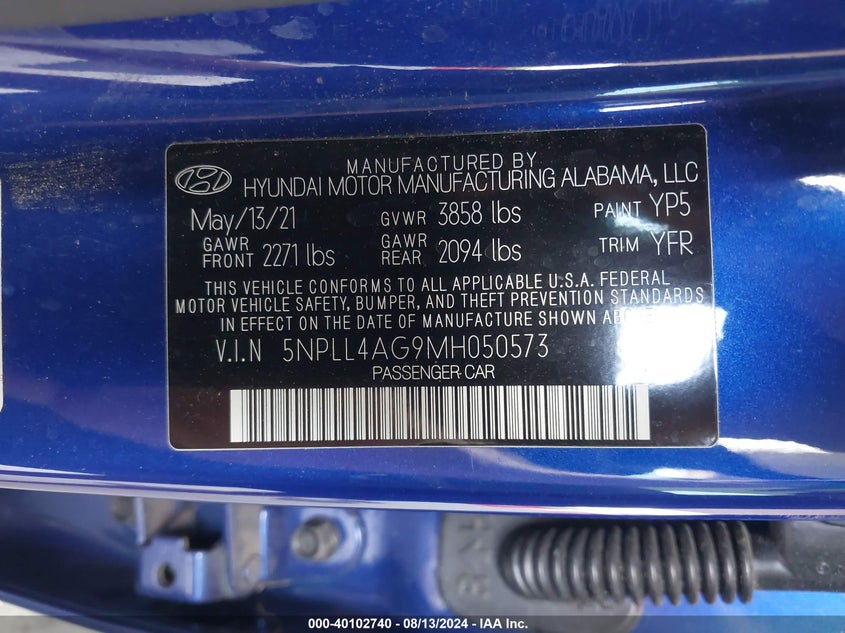 MANUFACTURED BY
HYUNDAI MOTOR MANUFACTURING ALABAMA, LLC
May/13/21 GVWR 3858 lbs PAINT YP5
GAWR FRONT 2271 lbs GAWR REAR 2094 lbs TRIM YFR
THIS VEHICLE CONFORMS TO ALL APPLICABLE U.S.A. FEDERAL
MOTOR VEHICLE SAFETY, BUMPER, AND THEFT PREVENTION STANDARDS
IN EFFECT ON THE DATE OF MANUFACTURE SHOWN ABOVE.
V.I.N 5NPLL4AG9MH050573
PASSENGER CAR
000-40102740 - 08/13/2024 - IAA Inc.